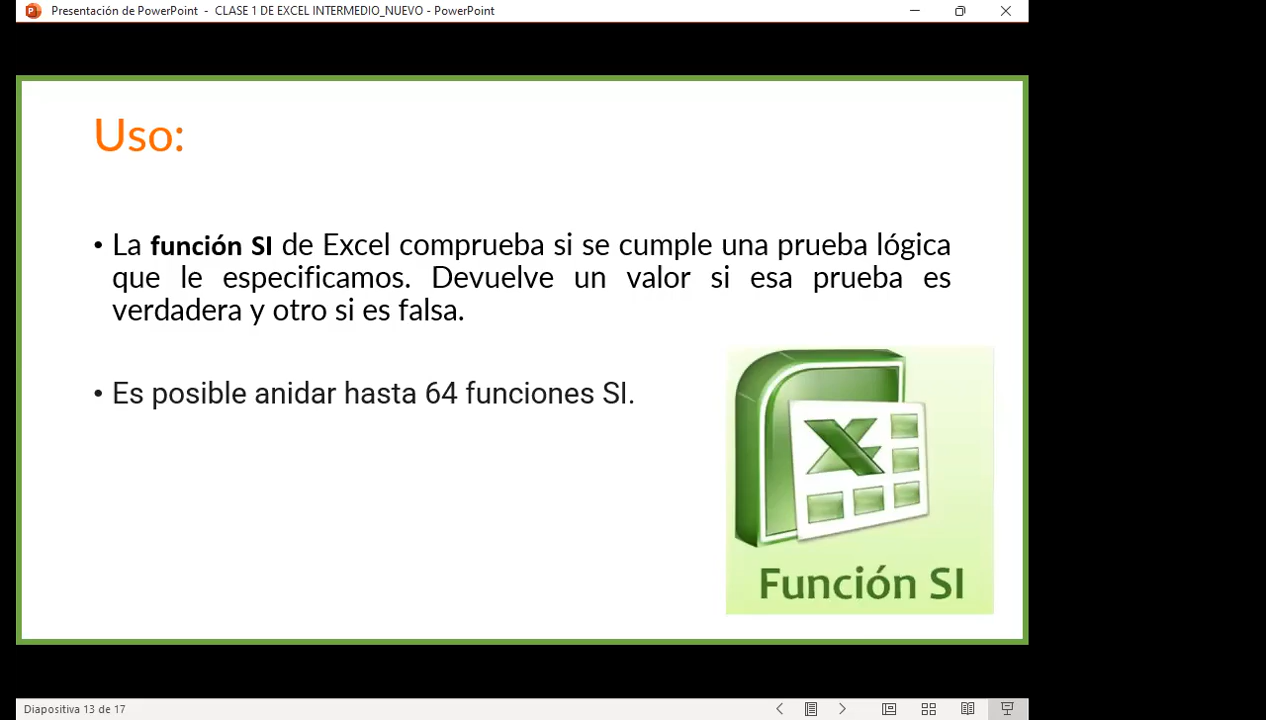 Presentación de PowerPoint - CLASE 1 DE EXCEL INTERMEDIO_NUEVO - PowerPoint
Uso:
• La función SI de Excel comprueba si se cumple una prueba lógica
que le especificamos. Devuelve un valor si esa prueba es
verdadera y otro si es falsa.
• Es posible anidar hasta 64 funciones SI.
Función SI
Diapositiva 13 de 17